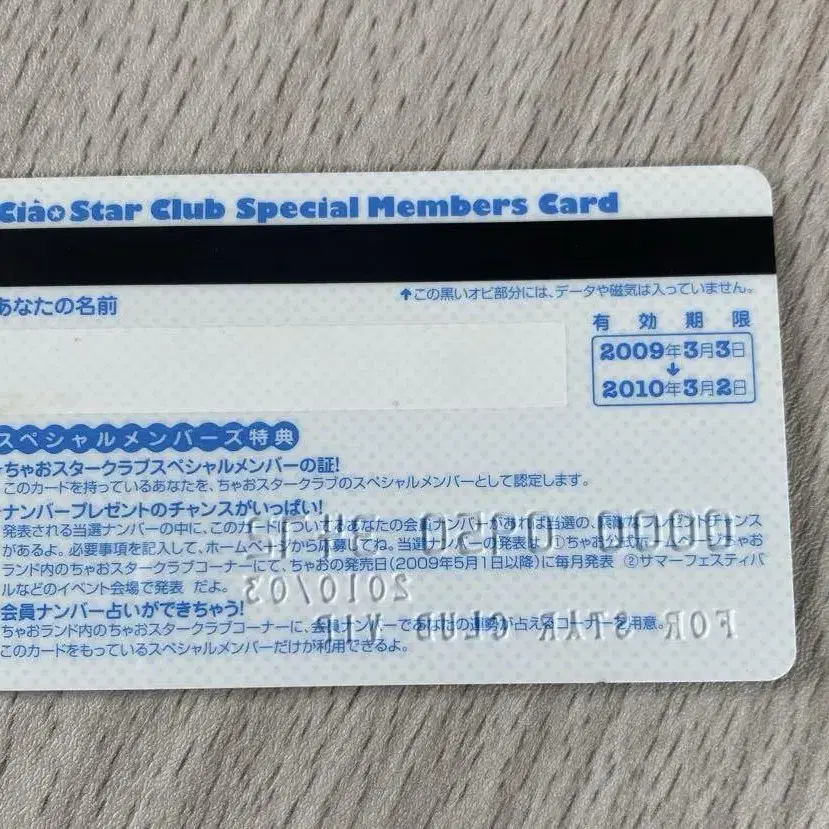 Ciao☆Star Club Special Members Card
↑この黒いオビ部分には、データや磁気は入っていません。
あなたの名前
有効期限
2009年3月3日
↓
2010年3月2日
スペシャルメンバーズ特典
ちゃおスタークラブスペシャルメンバーの証!
このカードを持っているあなたを、ちゃおスタークラブのスペシャルメンバーとして認定します。
ナンバープレゼントのチャンスがいっぱい!
発表される当選ナンバーの中に、このカードについてるあなたの会員ナンバーがあれば当選の、素敵なプレゼントチャンス
があるよ。必要事項を記入して、ホームページから応募してね。当選ナンバーの発表は、①ちゃお公式ホームページちゃお
ランド内のちゃおスタークラブコーナーにて、ちゃおの発売日(2009年5月1日以降)に毎月発表 ②サマーフェスティバ
ルなどのイベント会場で発表 だよ。
会員ナンバー占いができちゃう!
ちゃおランド内のちゃおスタークラブコーナーに、会員ナンバーであなたの運勢が占えるコーナーを用意。
このカードをもっているスペシャルメンバーだけが利用できるよ。
2010/03
FOR STAR CLUB VIP